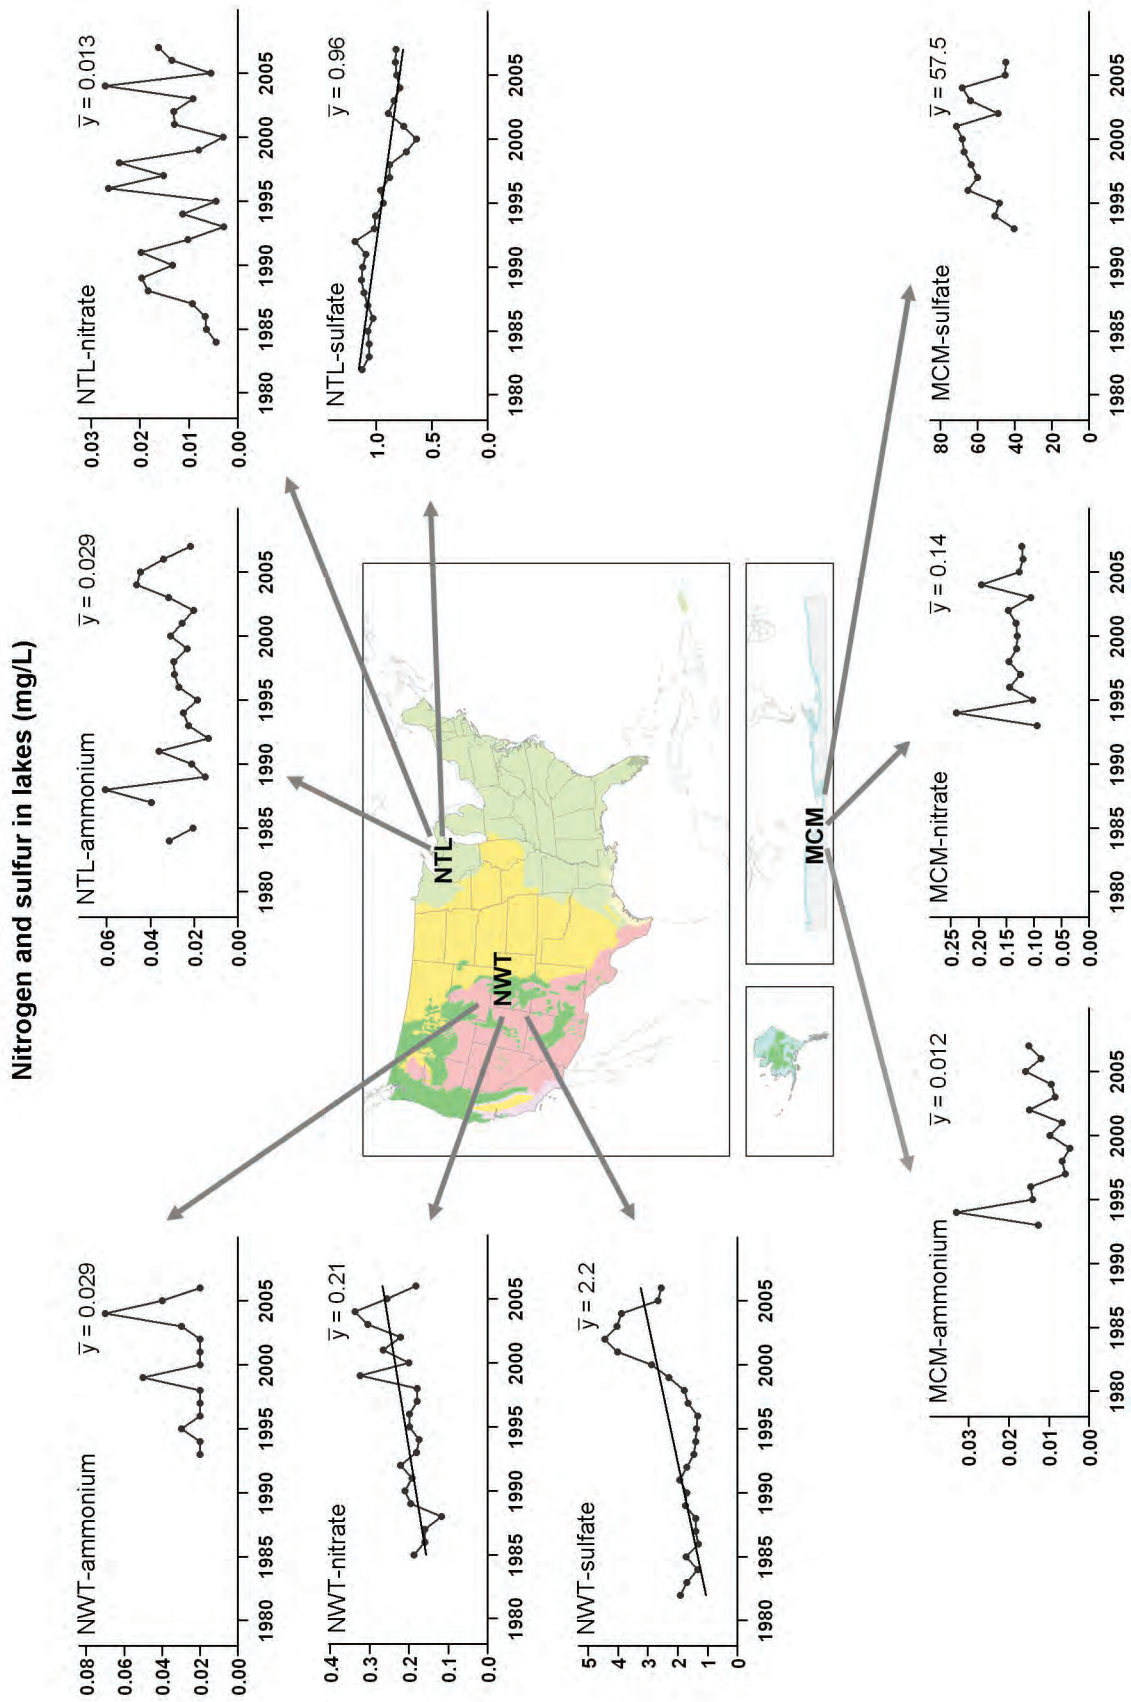 Nitrogen and sulfur in lakes (mg/L)
NWT-ammonium
y̅ = 0.029
0.08
0.06
0.04
0.02
0.00
1980 1985 1990 1995 2000 2005
NTL-ammonium
y̅ = 0.029
0.06
0.04
0.02
0.00
1980 1985 1990 1995 2000 2005
NTL-nitrate
y̅ = 0.013
0.03
0.02
0.01
0.00
1980 1985 1990 1995 2000 2005
NWT-nitrate
y̅ = 0.21
0.4
0.3
0.2
0.1
0.0
1980 1985 1990 1995 2000 2005
NTL-sulfate
y̅ = 0.96
1.0
0.5
0.0
1980 1985 1990 1995 2000 2005
NWT-sulfate
y̅ = 2.2
5
4
3
2
1
0
1980 1985 1990 1995 2000 2005
NTL
NWT
MCM
MCM-ammonium
y̅ = 0.012
0.03
0.02
0.01
0.00
1980 1985 1990 1995 2000 2005
MCM-nitrate
y̅ = 0.14
0.25
0.15
0.10
0.05
0.00
1980 1985 1990 1995 2000 2005
MCM-sulfate
y̅ = 57.5
80
60
40
20
0
1980 1985 1990 1995 2000 2005